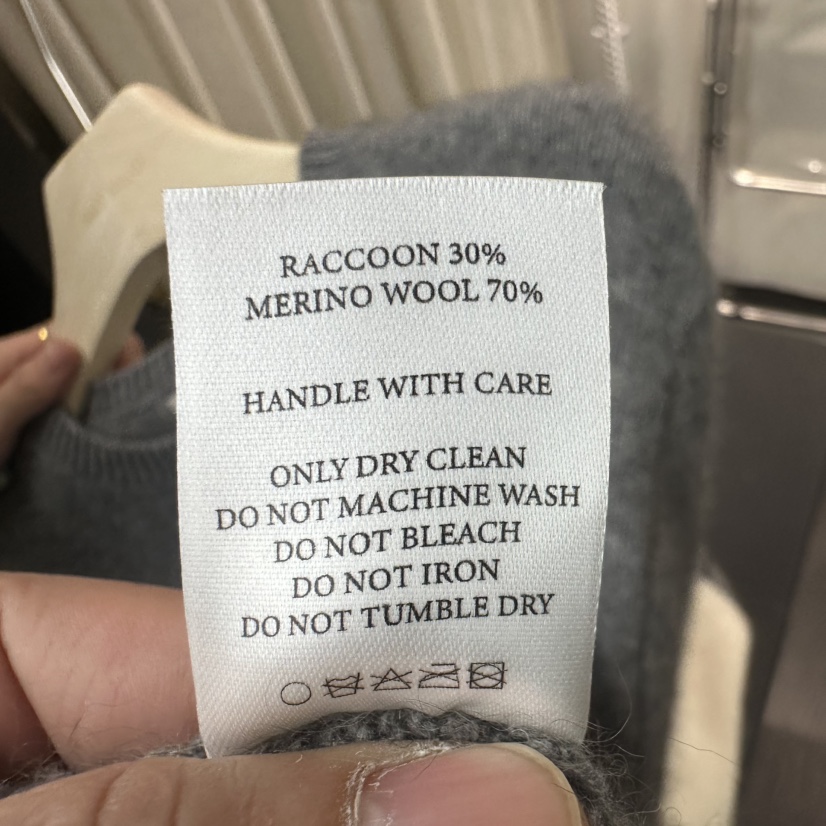 RACCOON 30%
MERINO WOOL 70%
HANDLE WITH CARE
ONLY DRY CLEAN
DO NOT MACHINE WASH
DO NOT BLEACH
DO NOT IRON
DO NOT TUMBLE DRY